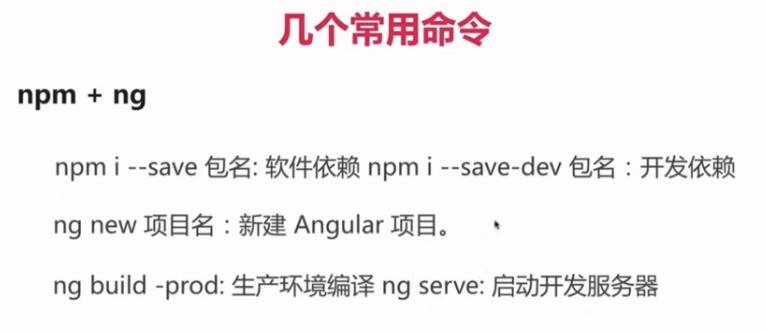 几个常用命令
npm + ng
npm i --save 包名: 软件依赖 npm i --save-dev 包名：开发依赖
ng new 项目名：新建 Angular 项目。
ng build -prod: 生产环境编译 ng serve: 启动开发服务器